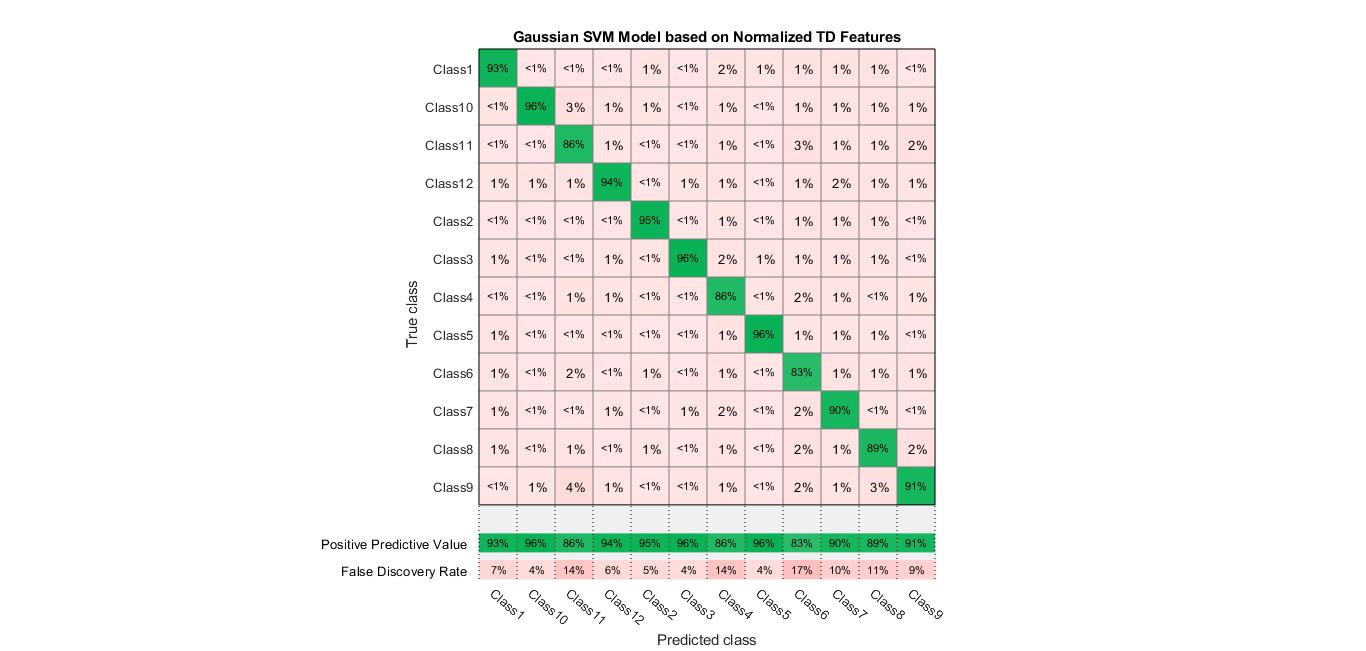 Gaussian SVM Model based on Normalized TD Features
Class1 93% <1% <1% <1% 1% <1% 2% 1% 1% 1% 1% <1%
Class10 <1% 96% 3% 1% 1% <1% 1% <1% 1% 1% 1% 1%
Class11 <1% <1% 86% 1% <1% <1% 1% <1% 3% 1% 1% 2%
Class12 1% 1% 1% 94% <1% 1% 1% <1% 1% 2% 1% 1%
Class2 <1% <1% <1% <1% 95% <1% 1% <1% 1% 1% 1% <1%
Class3 1% <1% <1% 1% <1% 96% 2% 1% 1% 1% 1% <1%
Class4 <1% <1% 1% 1% <1% <1% 86% <1% 2% 1% <1% 1%
Class5 1% <1% <1% <1% <1% <1% 1% 96% 1% 1% 1% <1%
Class6 1% <1% 2% <1% 1% <1% 1% <1% 83% 1% 1% 1%
Class7 1% <1% <1% 1% <1% 1% 2% <1% 2% 90% <1% <1%
Class8 1% <1% 1% <1% 1% <1% 1% <1% 2% 1% 89% 2%
Class9 <1% 1% 4% 1% <1% <1% 1% <1% 2% 1% 3% 91%
True class
Positive Predictive Value 93% 96% 86% 94% 95% 96% 86% 96% 83% 90% 89% 91%
False Discovery Rate 7% 4% 14% 6% 5% 4% 14% 4% 17% 10% 11% 9%
Class1 Class10 Class11 Class12 Class2 Class3 Class4 Class5 Class6 Class7 Class8 Class9
Predicted class